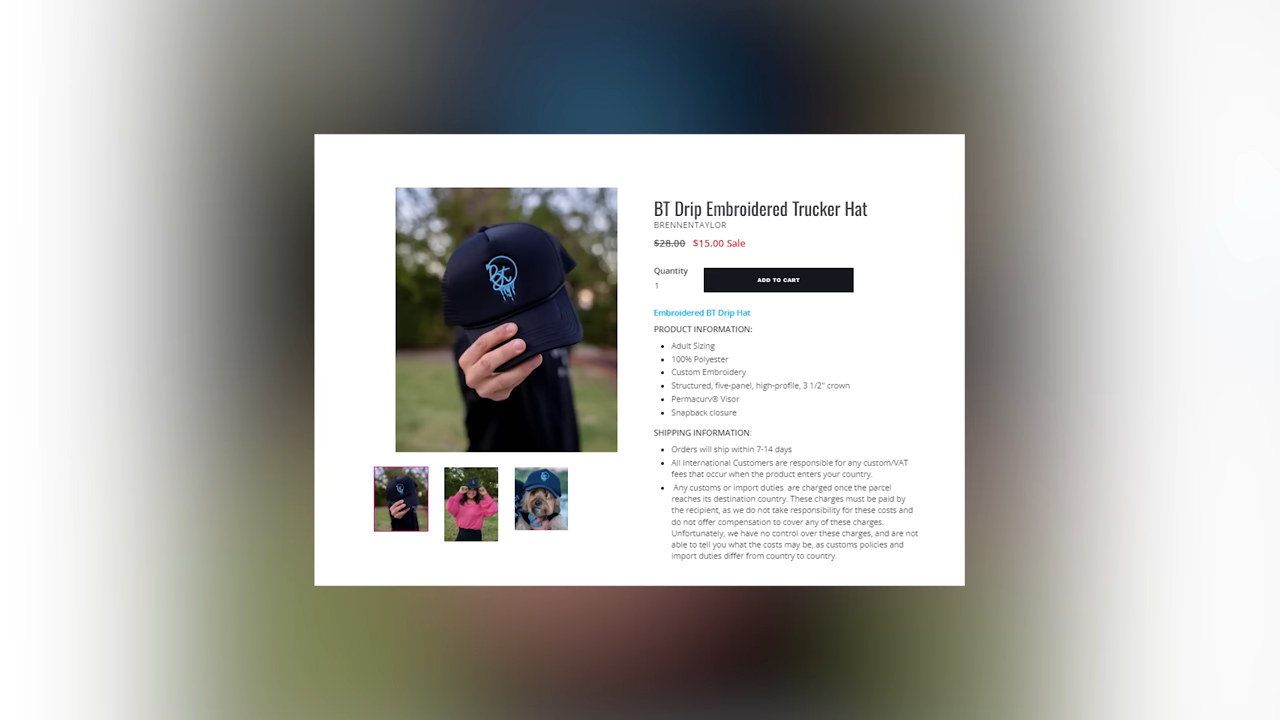 BT Drip Embroidered Trucker Hat
BRENNENTAYLOR
$28.00 $15.00 Sale
Quantity
1
ADD TO CART
Embroidered BT Drip Hat
PRODUCT INFORMATION:
Adult Sizing
100% Polyester
Custom Embroidery
Structured, five-panel, high-profile, 3 1/2" crown
Permacurv® Visor
Snapback closure
SHIPPING INFORMATION:
Orders will ship within 7-14 days
All International Customers are responsible for any custom/VAT
fees that occur when the product enters your country.
Any customs or import duties are charged once the parcel
reaches its destination country. These charges must be paid by
the recipient, as we do not take responsibility for these costs and
do not offer compensation to cover any of these charges.
Unfortunately, we have no control over these charges, and are not
able to tell you what the costs may be, as customs policies and
import duties differ from country to country.
Bt